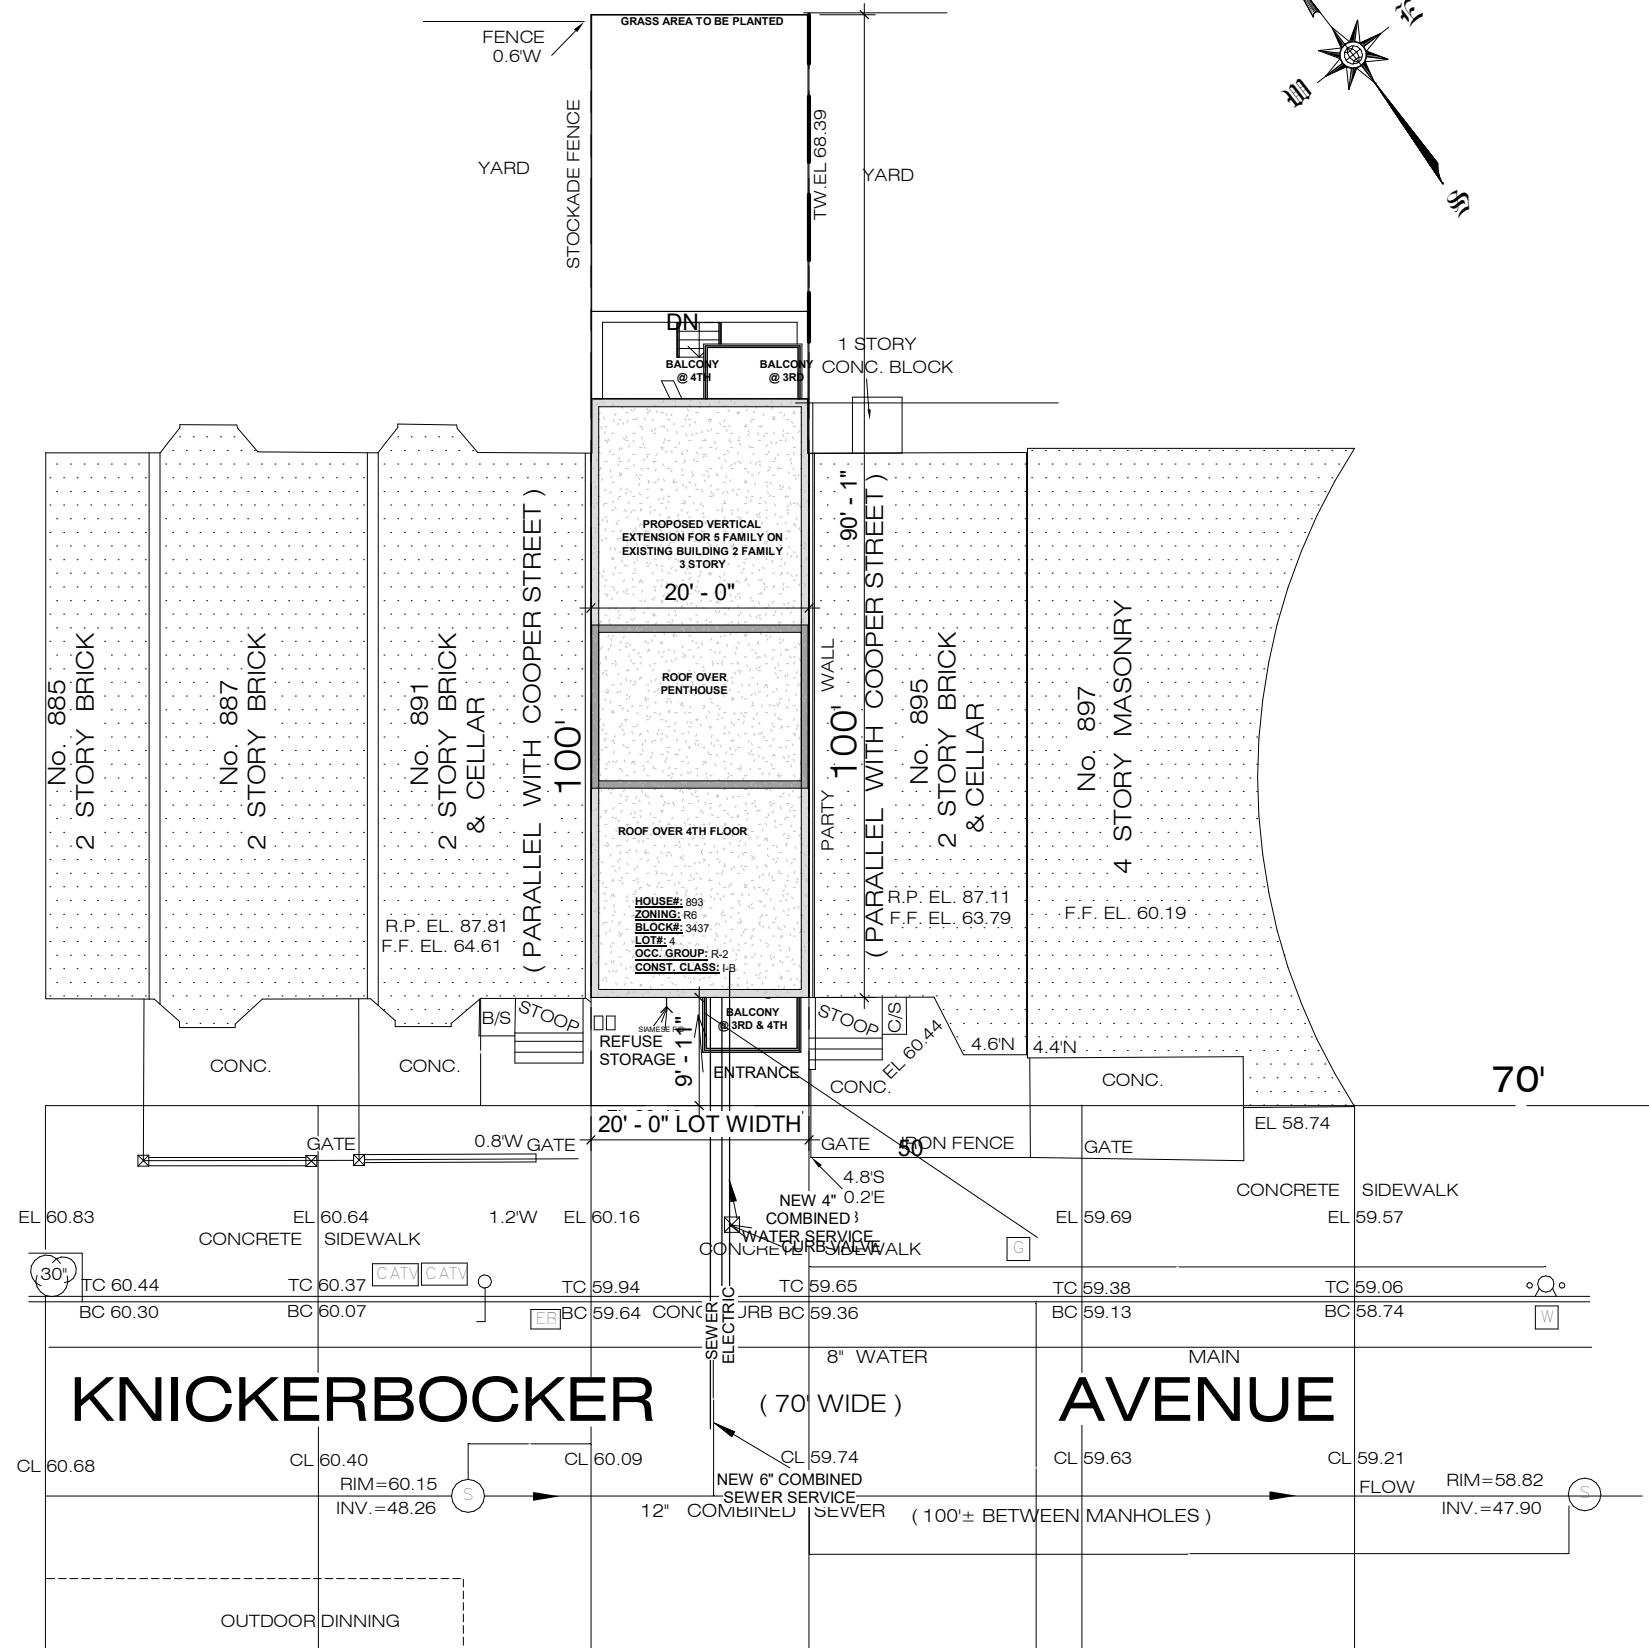 GRASS AREA TO BE PLANTED
FENCE
0.6'W
E
W
S
STOCKADE FENCE
TW.EL 68.39
YARD
YARD
DN
BALCONY
@ 4TH
BALCONY
@ 3RD
1 STORY
CONC. BLOCK
PROPOSED VERTICAL
EXTENSION FOR 5 FAMILY ON
EXISTING BUILDING 2 FAMILY
3 STORY
20' - 0"
ROOF OVER
PENTHOUSE
ROOF OVER 4TH FLOOR
HOUSE#: 893
ZONING: R6
BLOCK#: 3437
LOT#: 4
OCC. GROUP: R-2
CONST. CLASS: I-B
No. 885
2 STORY BRICK
No. 887
2 STORY BRICK
No. 891
2 STORY BRICK
& CELLAR
R.P. EL. 87.81
F.F. EL. 64.61
( PARALLEL WITH COOPER STREET )
100'
PARTY WALL
90' - 1"
100'
( PARALLEL WITH COOPER STREET )
No. 895
2 STORY BRICK
& CELLAR
R.P. EL. 87.11
F.F. EL. 63.79
No. 897
4 STORY MASONRY
F.F. EL. 60.19
B/S
STOOP
SIAMESE
REFUSE
STORAGE
9' - 11"
BALCONY
@ 3RD & 4TH
ENTRANCE
STOOP
C/S
EL 60.44
4.6'N
4.4'N
CONC.
CONC.
CONC.
CONC.
70'
20' - 0" LOT WIDTH
EL 58.74
GATE
0.8'W
GATE
GATE
50
IRON FENCE
GATE
4.8'S
0.2'E
NEW 4"
COMBINED
WATER SERVICE
CURB VALVE
CONCRETE SIDEWALK
EL 60.83
EL 60.64
1.2'W
EL 60.16
EL 59.69
EL 59.57
CONCRETE SIDEWALK
CONCRETE SIDEWALK
G
30"
TC 60.44
TC 60.37
CATV
CATV
TC 59.94
TC 59.65
TC 59.38
TC 59.06
BC 60.30
BC 60.07
EB
BC 59.64
CONC. CURB
BC 59.36
BC 59.13
BC 58.74
W
SEWER
ELECTRIC
8" WATER MAIN
KNICKERBOCKER AVENUE
( 70' WIDE )
CL 60.68
CL 60.40
CL 60.09
CL 59.74
CL 59.63
CL 59.21
RIM=60.15
INV.=48.26
S
NEW 6" COMBINED
SEWER SERVICE
12" COMBINED SEWER
( 100'± BETWEEN MANHOLES )
FLOW
RIM=58.82
INV.=47.90
S
OUTDOOR DINNING